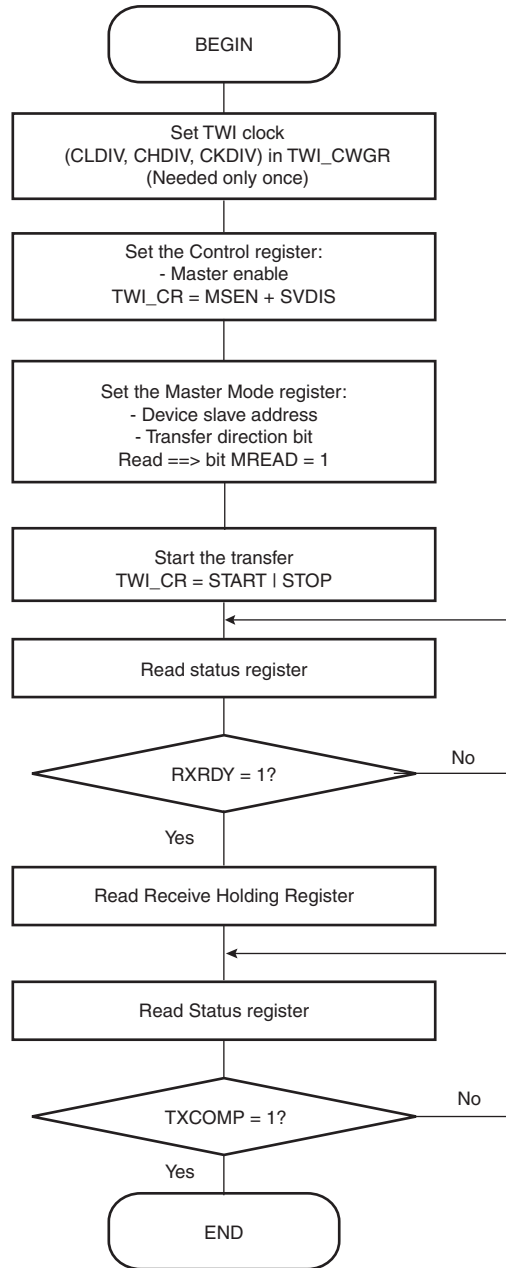 BEGIN
Set TWI clock
(CLDIV, CHDIV, CKDIV) in TWI_CWGR
(Needed only once)
Set the Control register:
- Master enable
TWI_CR = MSEN + SVDIS
Set the Master Mode register:
- Device slave address
- Transfer direction bit
Read ==> bit MREAD = 1
Start the transfer
TWI_CR = START | STOP
Read status register
RXRDY = 1?
No
Yes
Read Receive Holding Register
Read Status register
TXCOMP = 1?
No
Yes
END